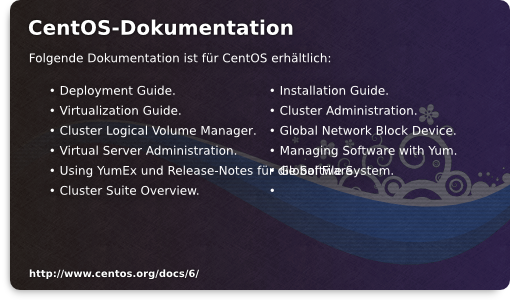 CentOS-Dokumentation
Folgende Dokumentation ist für CentOS erhältlich:
• Deployment Guide.
• Virtualization Guide.
• Cluster Logical Volume Manager.
• Virtual Server Administration.
• Using YumEx und Release-Notes für die Software
• Cluster Suite Overview.
• Installation Guide.
• Cluster Administration.
• Global Network Block Device.
• Managing Software with Yum.
• Global File System.
•
http://www.centos.org/docs/6/